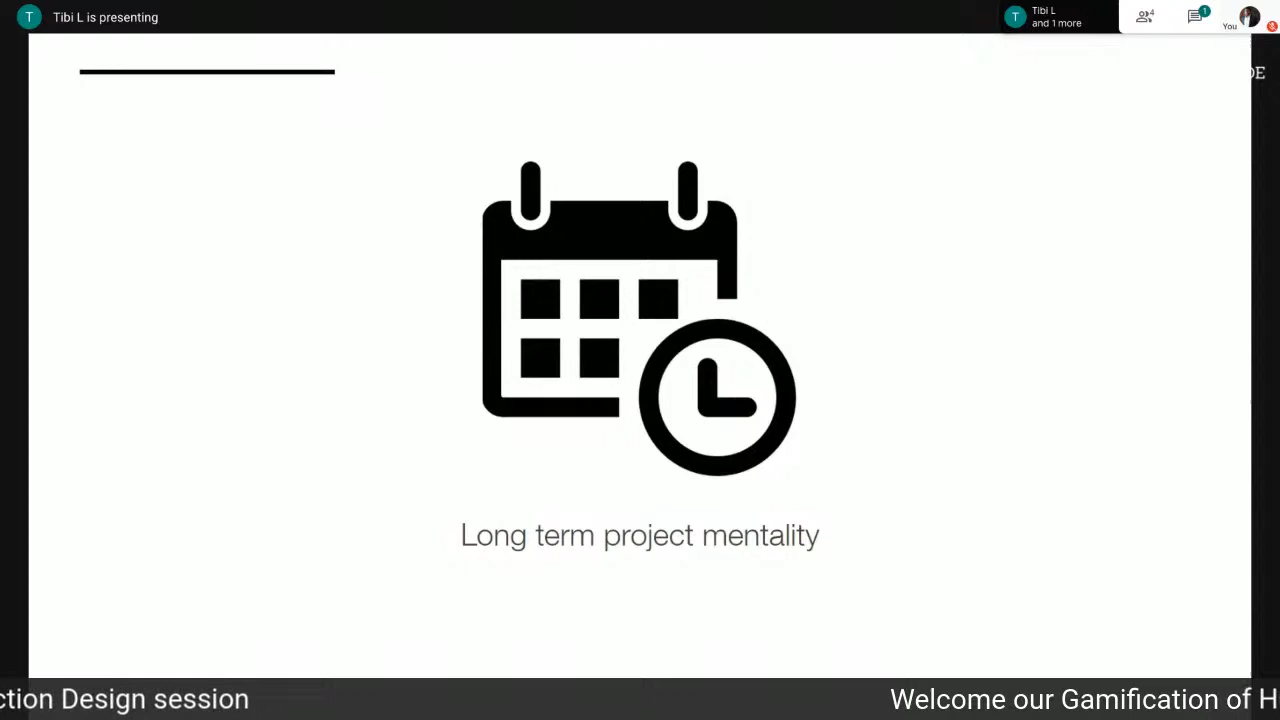 T Tibi L is presenting
T Tibi L
and 1 more
4
1
You
Long term project mentality
Design session
Welcome our Gamification of